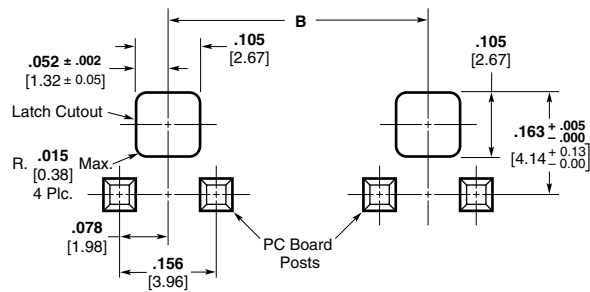 B
.052 ± .002
[1.32 ± 0.05]
.105
[2.67]
.105
[2.67]
Latch Cutout
.163 + .005 − .000
[4.14 + 0.13 − 0.00]
R. .015 Max.
[0.38]
4 Plc.
.078
[1.98]
PC Board
Posts
.156
[3.96]